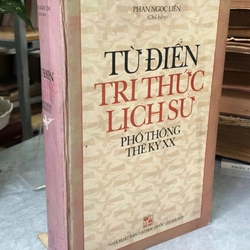 PHAN NGỌC LIÊN
(Chủ biên)
TỪ ĐIỂN
TRI THỨC
LỊCH SỬ
PHỔ THÔNG
THẾ KỶ XX